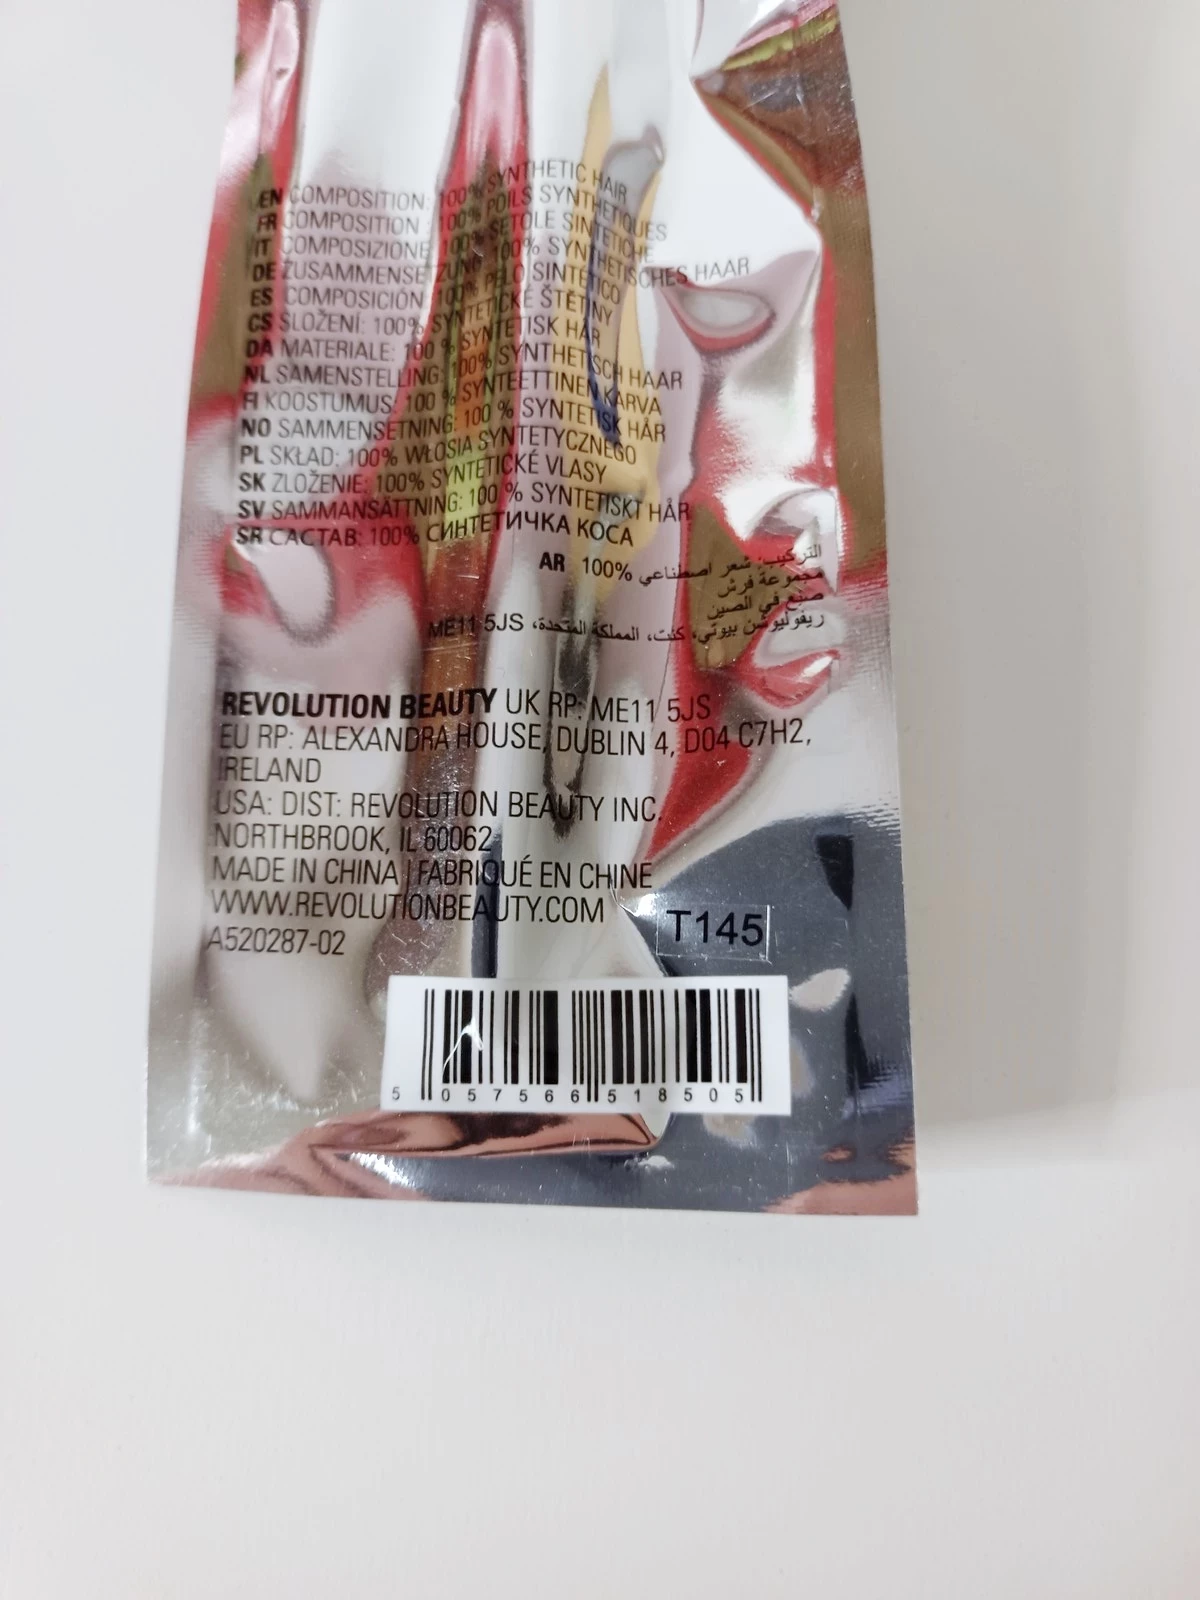 EN COMPOSITION: 100% SYNTHETIC HAIR
FR COMPOSITION : 100% POILS SYNTHÉTIQUES
IT COMPOSIZIONE 100% SETOLE SINTETICHE
DE ZUSAMMENSETZUNG 100% SYNTHETISCHES HAAR
ES COMPOSICIÓN: 100% PELO SINTÉTICO
CS SLOŽENÍ: 100% SYNTETICKÉ ŠTĚTINY
DA MATERIALE: 100 % SYNTETISK HÅR
NL SAMENSTELLING: 100% SYNTHETISCH HAAR
FI KOOSTUMUS: 100 % SYNTEETTINEN KARVA
NO SAMMENSETNING: 100 % SYNTETISK HÅR
PL SKŁAD: 100% WŁOSIA SYNTETYCZNEGO
SK ZLOŽENIE: 100% SYNTETICKÉ VLASY
SV SAMMANSÄTTNING: 100 % SYNTETISKT HÅR
SR САСТАВ: 100% СИНТЕТИЧКА КОСА
AR التركيب: شعر اصطناعي 100%
مجموعة فرش
صنع في الصين
ريفوليوشن بيوتي، كنت، المملكة المتحدة، ME11 5JS
REVOLUTION BEAUTY UK RP: ME11 5JS
EU RP: ALEXANDRA HOUSE, DUBLIN 4, D04 C7H2,
IRELAND
USA: DIST: REVOLUTION BEAUTY INC.
NORTHBROOK, IL 60062
MADE IN CHINA | FABRIQUÉ EN CHINE
WWW.REVOLUTIONBEAUTY.COM
A520287-02
T145
5 057566 518505